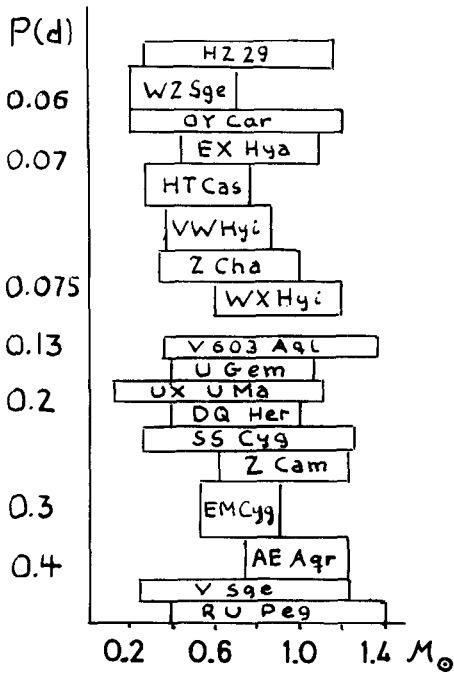 P(d)
HZ 29
WZ Sge
0.06
OY Car
EX Hya
0.07
HT Cas
VW Hyi
Z Cha
0.075
WX Hyi
0.13
V 603 Aql
U Gem
UX UMa
0.2
DQ Her
SS Cyg
Z Cam
0.3
EM Cyg
0.4
AE Aqr
V Sge
RU Peg
0.2 0.6 1.0 1.4 M⊙